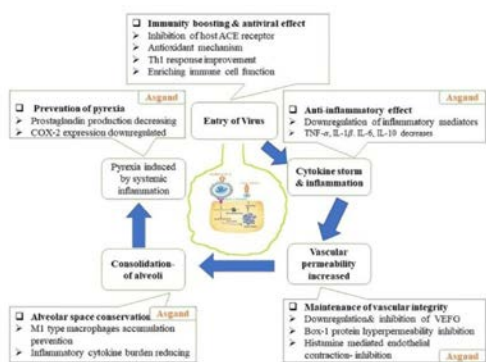 ❑ Immunity boosting & antiviral effect
➢ Inhibition of host ACE receptor
➢ Antioxidant mechanism
➢ Th1 response improvement
➢ Enriching immune cell function
Asgand
❑ Prevention of pyrexia
➢ Prostaglandin production decreasing
➢ COX-2 expression downregulated
Entry of Virus
Asgand
❑ Anti-inflammatory effect
➢ Downregulation of inflammatory mediators
➢ TNF-α, IL-1β, IL-6, IL-10 decreases
Pyrexia induced
by systemic
inflammation
Cytokine storm
& inflammation
Consolidation-
of alveoli
Vascular
permeability
increased
Asgand
❑ Alveolar space conservation
➢ M1 type macrophages accumulation
prevention
➢ Inflammatory cytokine burden reducing
❑ Maintenance of vascular integrity
➢ Downregulation& inhibition of VEFG
➢ Box-1 protein hyperpermsbility inhibition
➢ Histamine mediated endothelial
contraction- inhibition
Asgand